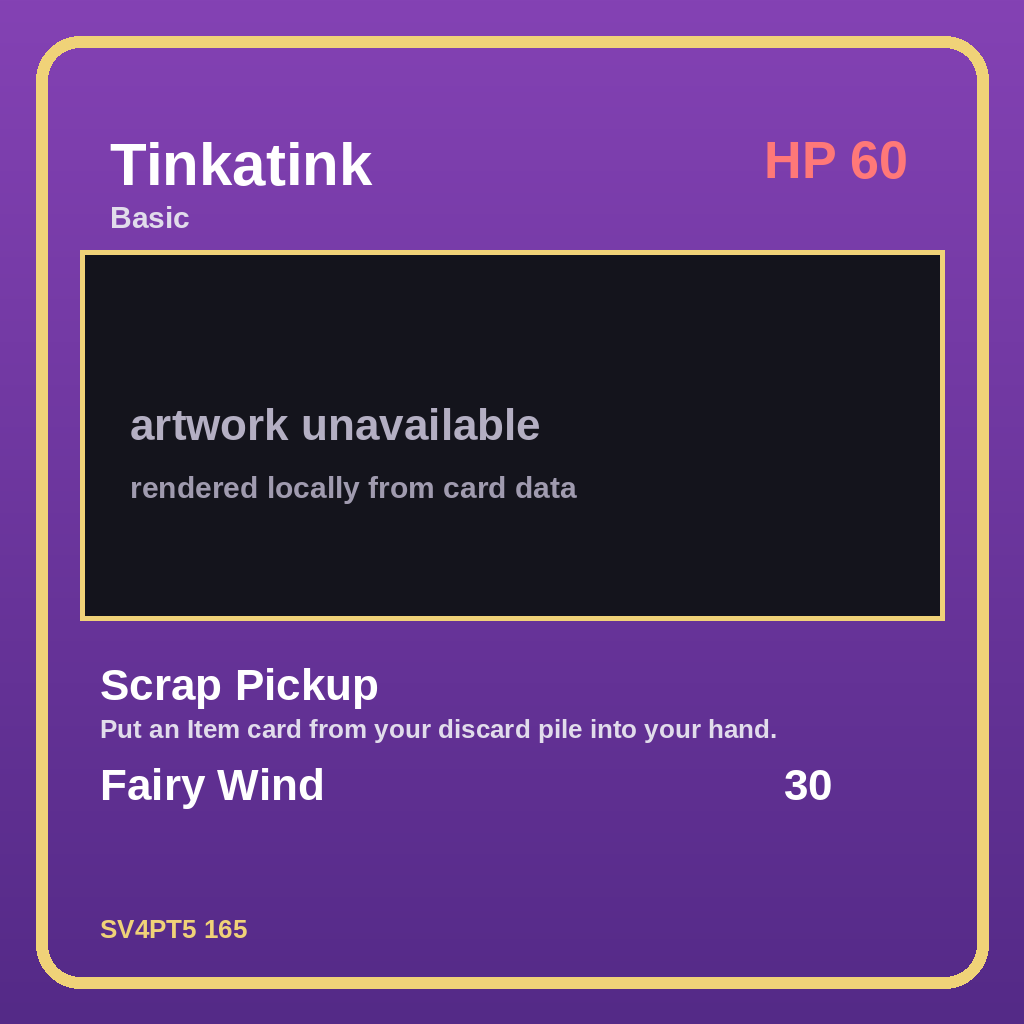 Tinkatink
HP 60
Basic
artwork unavailable
rendered locally from card data
Scrap Pickup
Put an Item card from your discard pile into your hand.
Fairy Wind 30
SV4PT5 165